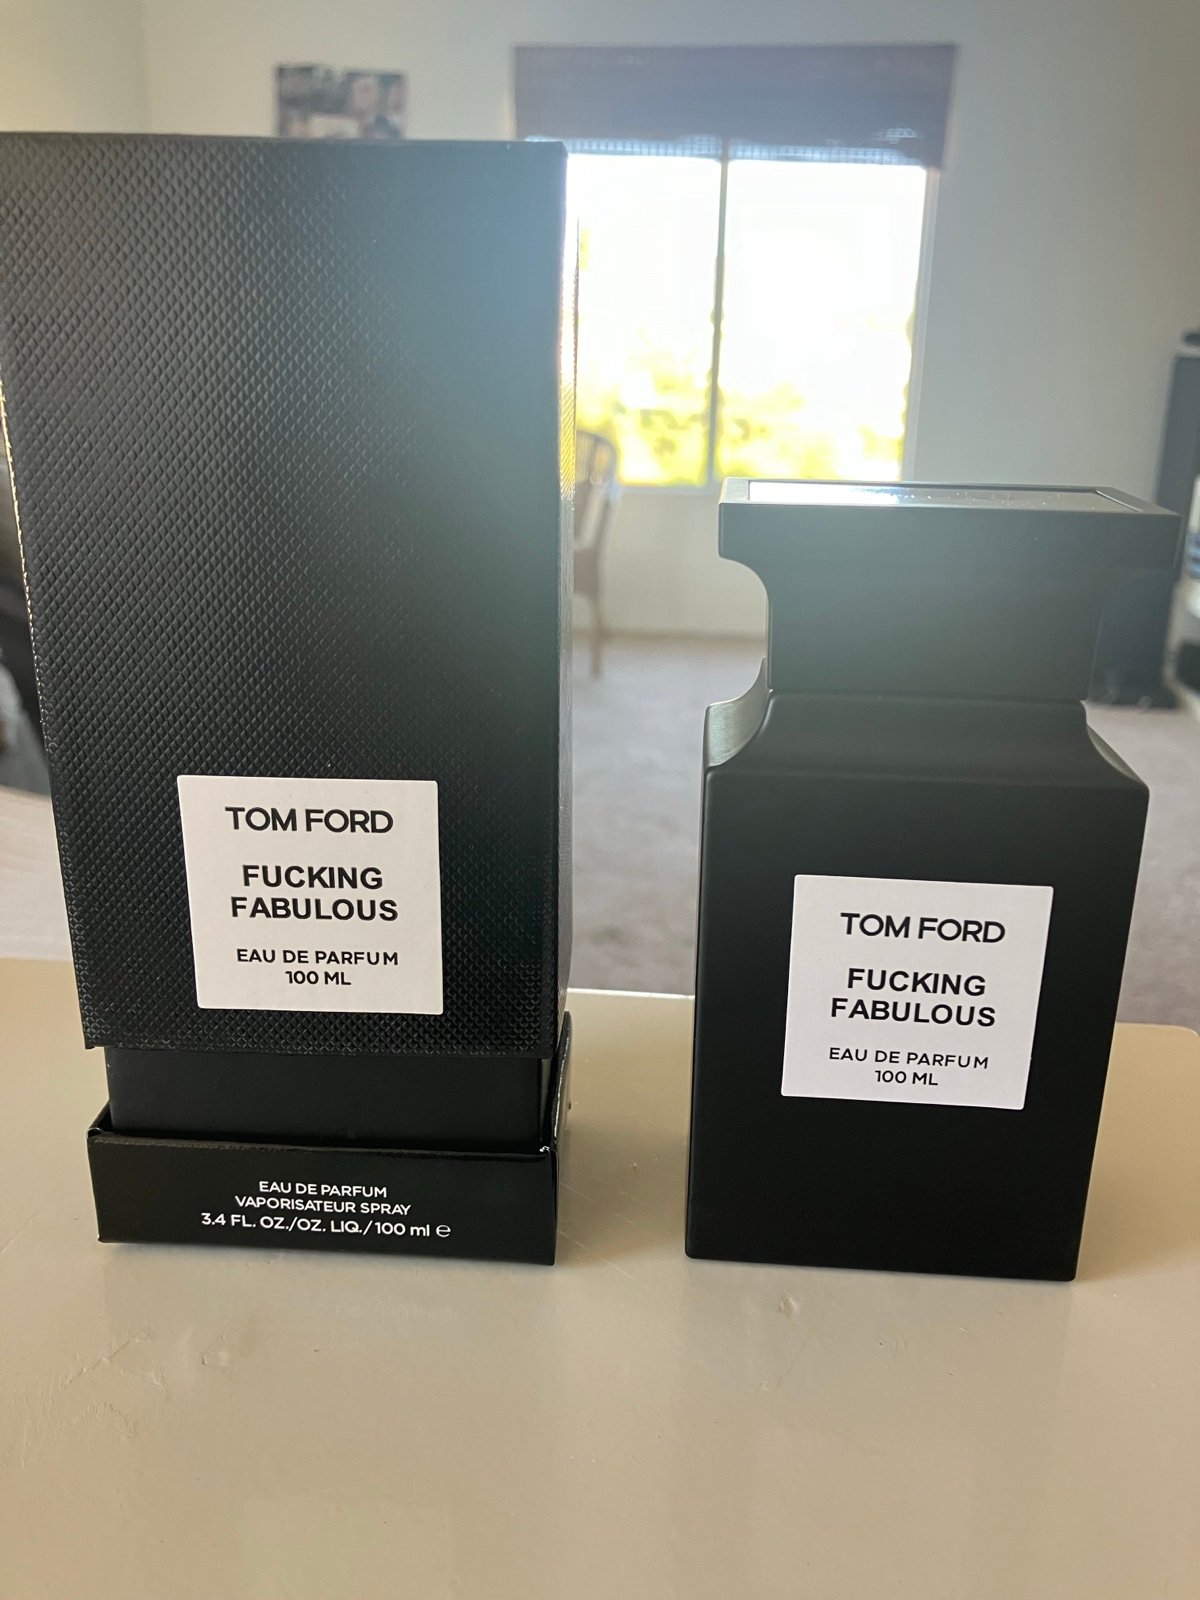 TOM FORD
FUCKING
FABULOUS
EAU DE PARFUM
100 ML
EAU DE PARFUM
VAPORISATEUR SPRAY
3.4 FL. OZ./OZ. LIQ./100 ml ℮
TOM FORD
FUCKING
FABULOUS
EAU DE PARFUM
100 ML